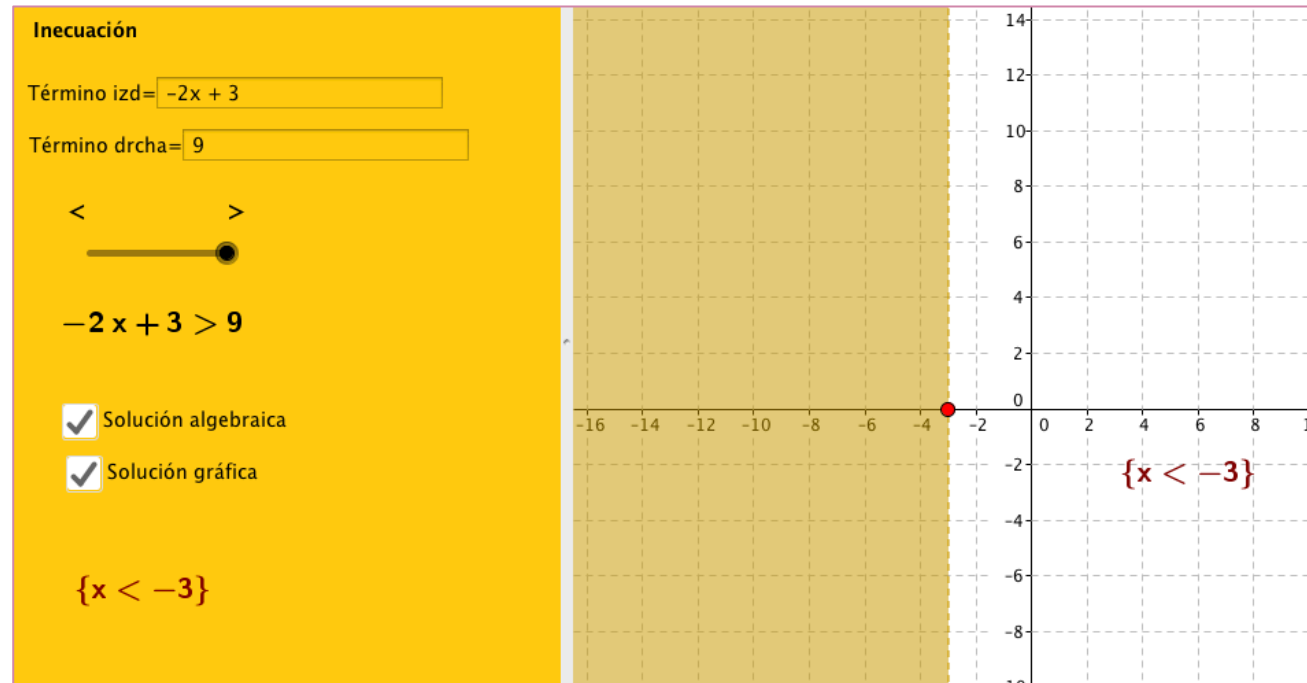 Inecuación
Término izd= -2x + 3
Término drcha= 9
< >
−2 x + 3 > 9
Solución algebraica
Solución gráfica
{x < −3}
14
12
10
8
6
4
2
0
-16 -14 -12 -10 -8 -6 -4 -2 0 2 4 6 8
-2
{x < −3}
-4
-6
-8